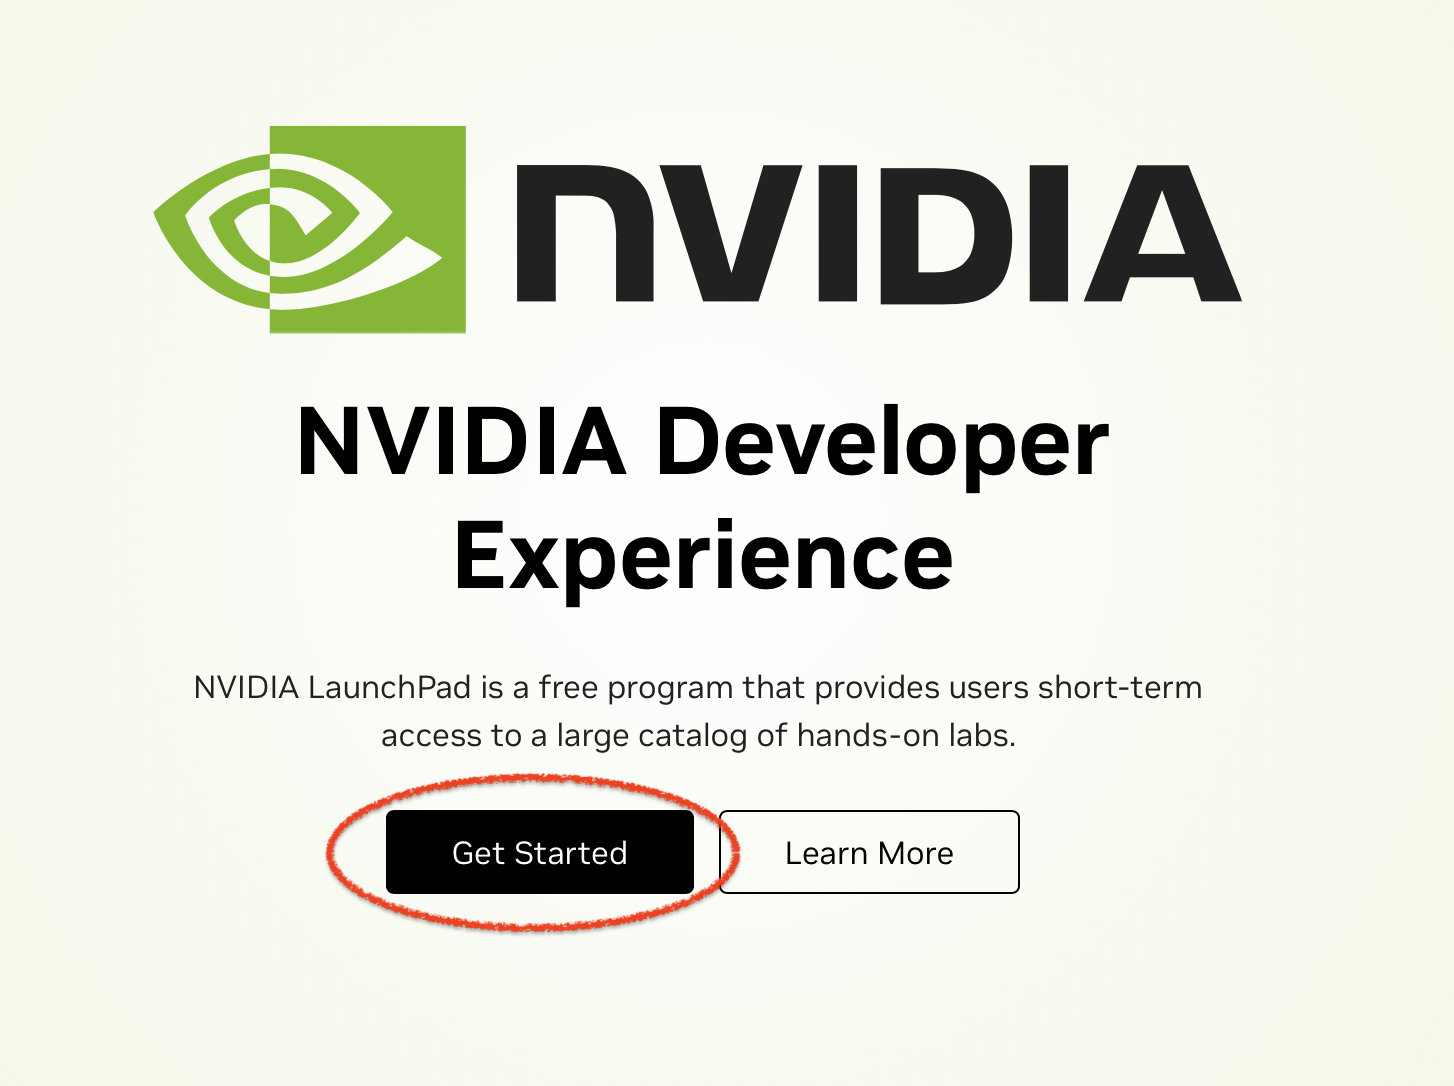 NVIDIA
NVIDIA Developer
Experience
NVIDIA LaunchPad is a free program that provides users short-term
access to a large catalog of hands-on labs.
Get Started
Learn More